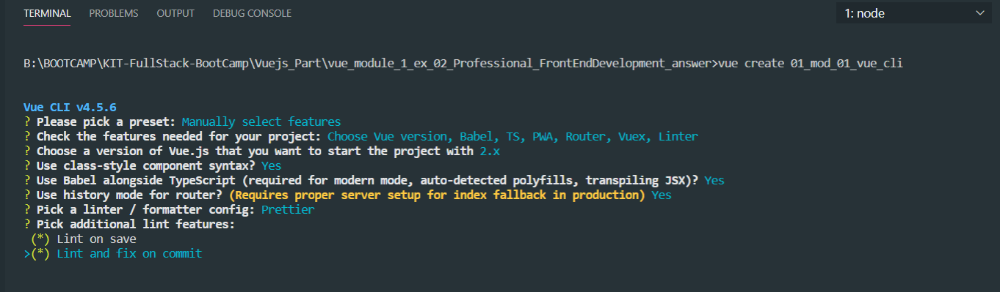 TERMINAL PROBLEMS OUTPUT DEBUG CONSOLE 1: node
B:\BOOTCAMP\KIT-FullStack-BootCamp\Vuejs_Part\vue_module_1_ex_02_Professional_FrontEndDevelopment_answer>vue create 01_mod_01_vue_cli
Vue CLI v4.5.6
? Please pick a preset: Manually select features
? Check the features needed for your project: Choose Vue version, Babel, TS, PWA, Router, Vuex, Linter
? Choose a version of Vue.js that you want to start the project with 2.x
? Use class-style component syntax? Yes
? Use Babel alongside TypeScript (required for modern mode, auto-detected polyfills, transpiling JSX)? Yes
? Use history mode for router? (Requires proper server setup for index fallback in production) Yes
? Pick a linter / formatter config: Prettier
? Pick additional lint features:
(*) Lint on save
>(*) Lint and fix on commit